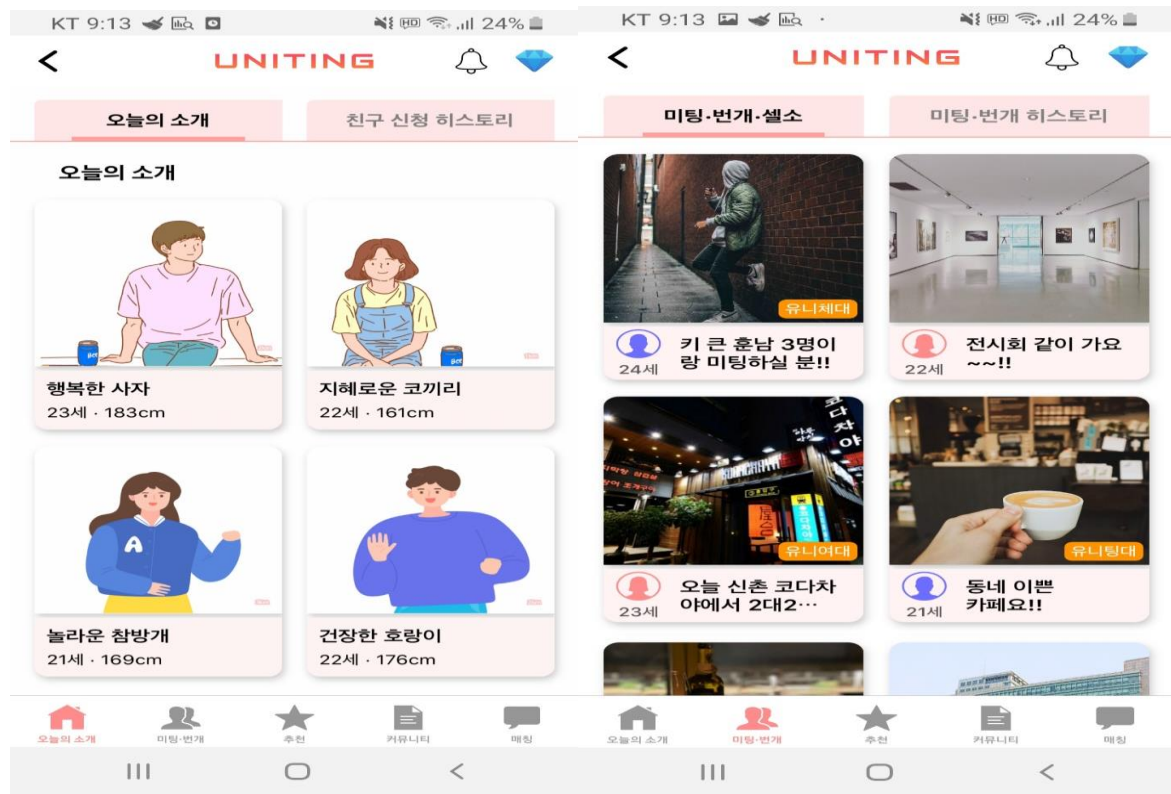 KT 9:13
HD
24%
UNITING
오늘의 소개
친구 신청 히스토리
오늘의 소개
행복한 사자
23세 · 183cm
지혜로운 코끼리
22세 · 161cm
A
놀라운 참방개
21세 · 169cm
건장한 호랑이
22세 · 176cm
오늘의 소개
미팅·번개
추천
커뮤니티
매칭
KT 9:13
HD
24%
UNITING
미팅·번개·셀소
미팅·번개 히스토리
유니체대
키 큰 훈남 3명이
랑 미팅하실 분!!
24세
전시회 같이 가요
~~!!
22세
코다차야
유니여대
오늘 신촌 코다차
야에서 2대2…
23세
유니팅대
동네 이쁜
카페요!!
21세
오늘의 소개
미팅·번개
추천
커뮤니티
매칭